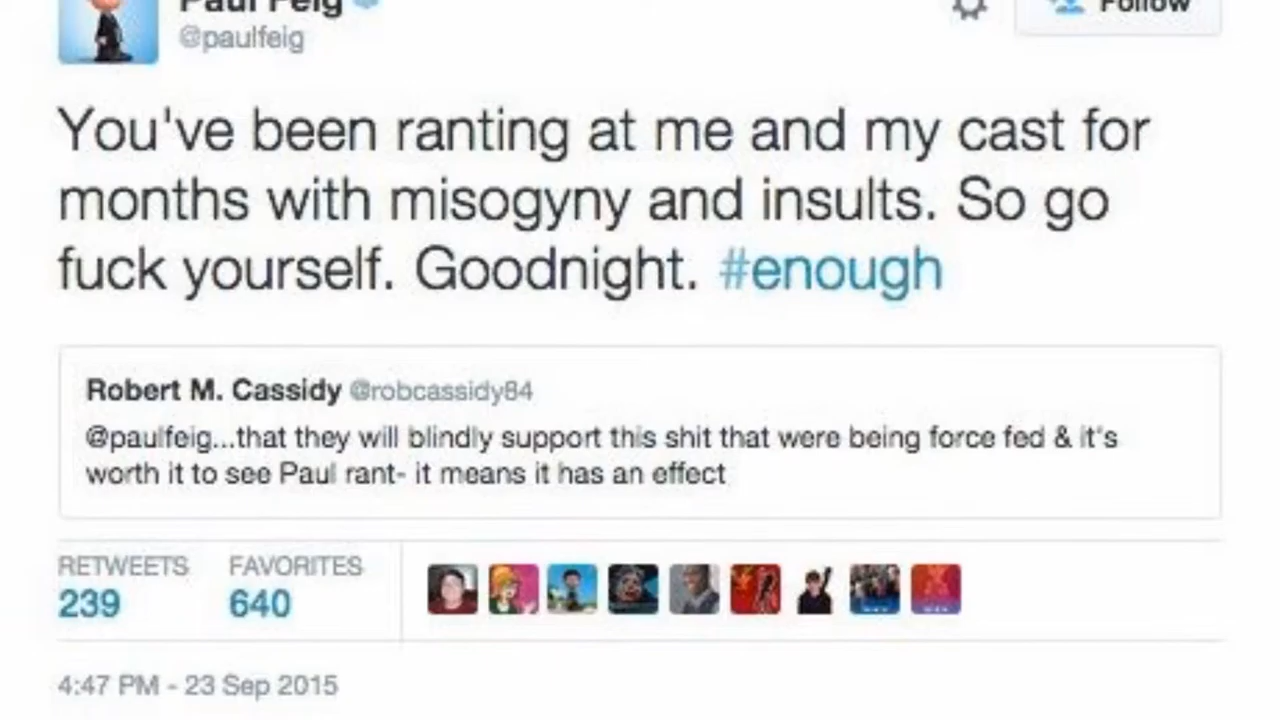 Paul Feig
@paulfeig
Follow
You've been ranting at me and my cast for
months with misogyny and insults. So go
fuck yourself. Goodnight. #enough
Robert M. Cassidy @robcassidy84
@paulfeig...that they will blindly support this shit that were being force fed & it's
worth it to see Paul rant- it means it has an effect
RETWEETS FAVORITES
239 640
4:47 PM - 23 Sep 2015